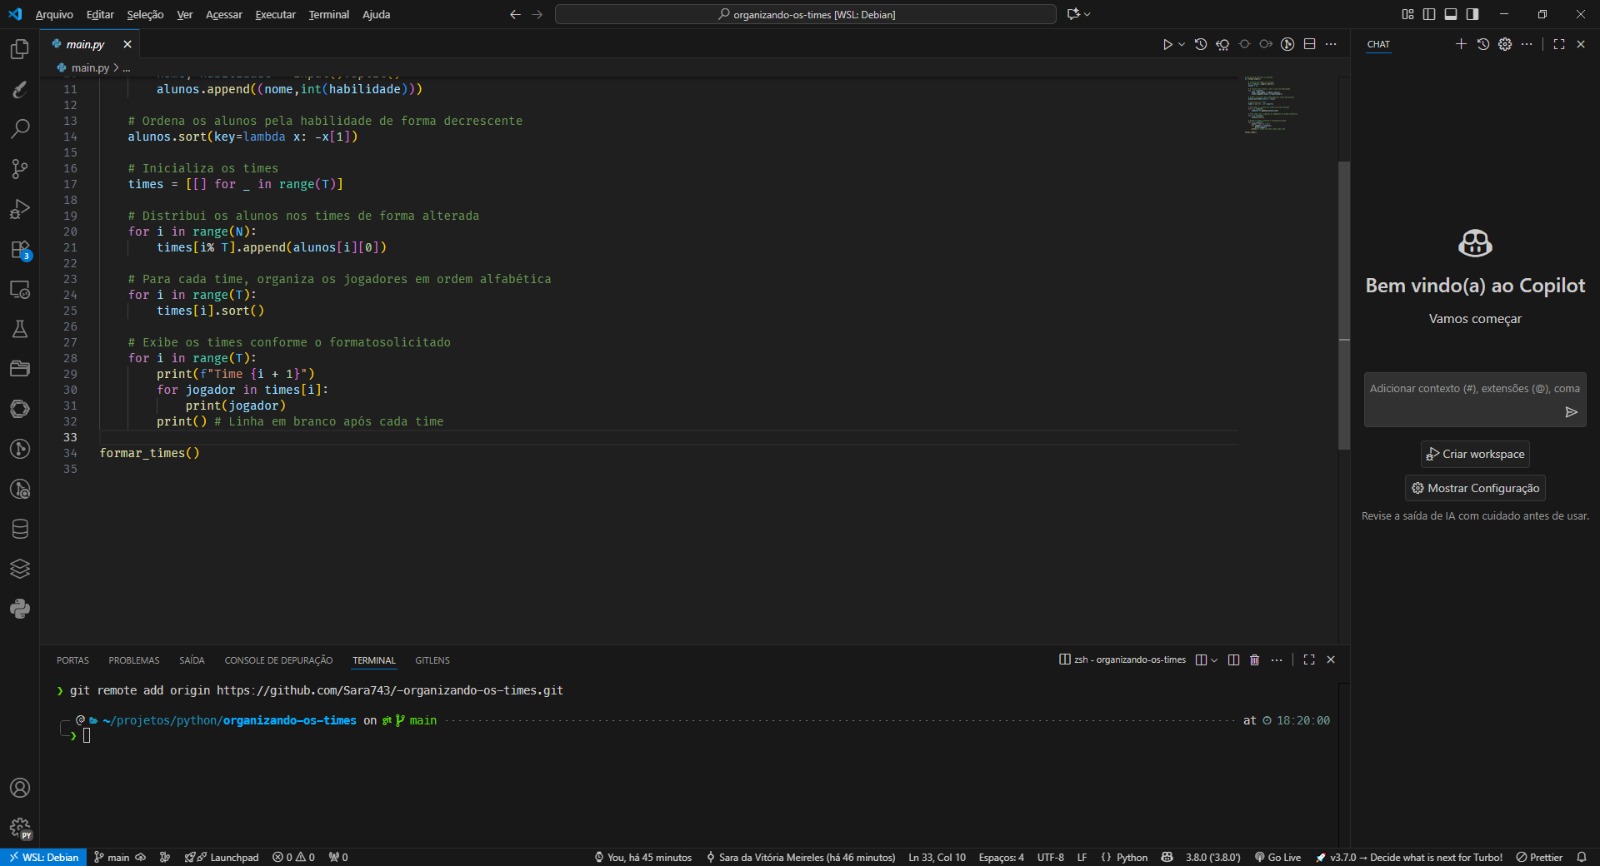 Arquivo Editar Seleção Ver Acessar Executar Terminal Ajuda
organizando-os-times [WSL: Debian]
main.py
main.py > ...
11 alunos.append((nome,int(habilidade)))
12
13 # Ordena os alunos pela habilidade de forma decrescente
14 alunos.sort(key=lambda x: -x[1])
15
16 # Inicializa os times
17 times = [[] for _ in range(T)]
18
19 # Distribui os alunos nos times de forma alterada
20 for i in range(N):
21 times[i% T].append(alunos[i][0])
22
23 # Para cada time, organiza os jogadores em ordem alfabética
24 for i in range(T):
25 times[i].sort()
26
27 # Exibe os times conforme o formatosolicitado
28 for i in range(T):
29 print(f"Time {i + 1}")
30 for jogador in times[i]:
31 print(jogador)
32 print() # Linha em branco após cada time
33
34 formar_times()
35
CHAT
Bem vindo(a) ao Copilot
Vamos começar
Adicionar contexto (#), extensões (@), coma
Criar workspace
Mostrar Configuração
Revise a saída de IA com cuidado antes de usar.
3
PORTAS PROBLEMAS SAÍDA CONSOLE DE DEPURAÇÃO TERMINAL GITLENS
zsh - organizando-os-times
❯ git remote add origin https://github.com/Sara743/-organizando-os-times.git
~/projetos/python/organizando-os-times on git main at 18:20:00
❯
PY
WSL: Debian main Launchpad 0 0 0 You, há 45 minutos Sara da Vitória Meireles (há 46 minutos) Ln 33, Col 10 Espaços: 4 UTF-8 LF {} Python 3.8.0 ('3.8.0') Go Live v3.7.0 → Decide what is next for Turbo! Prettier